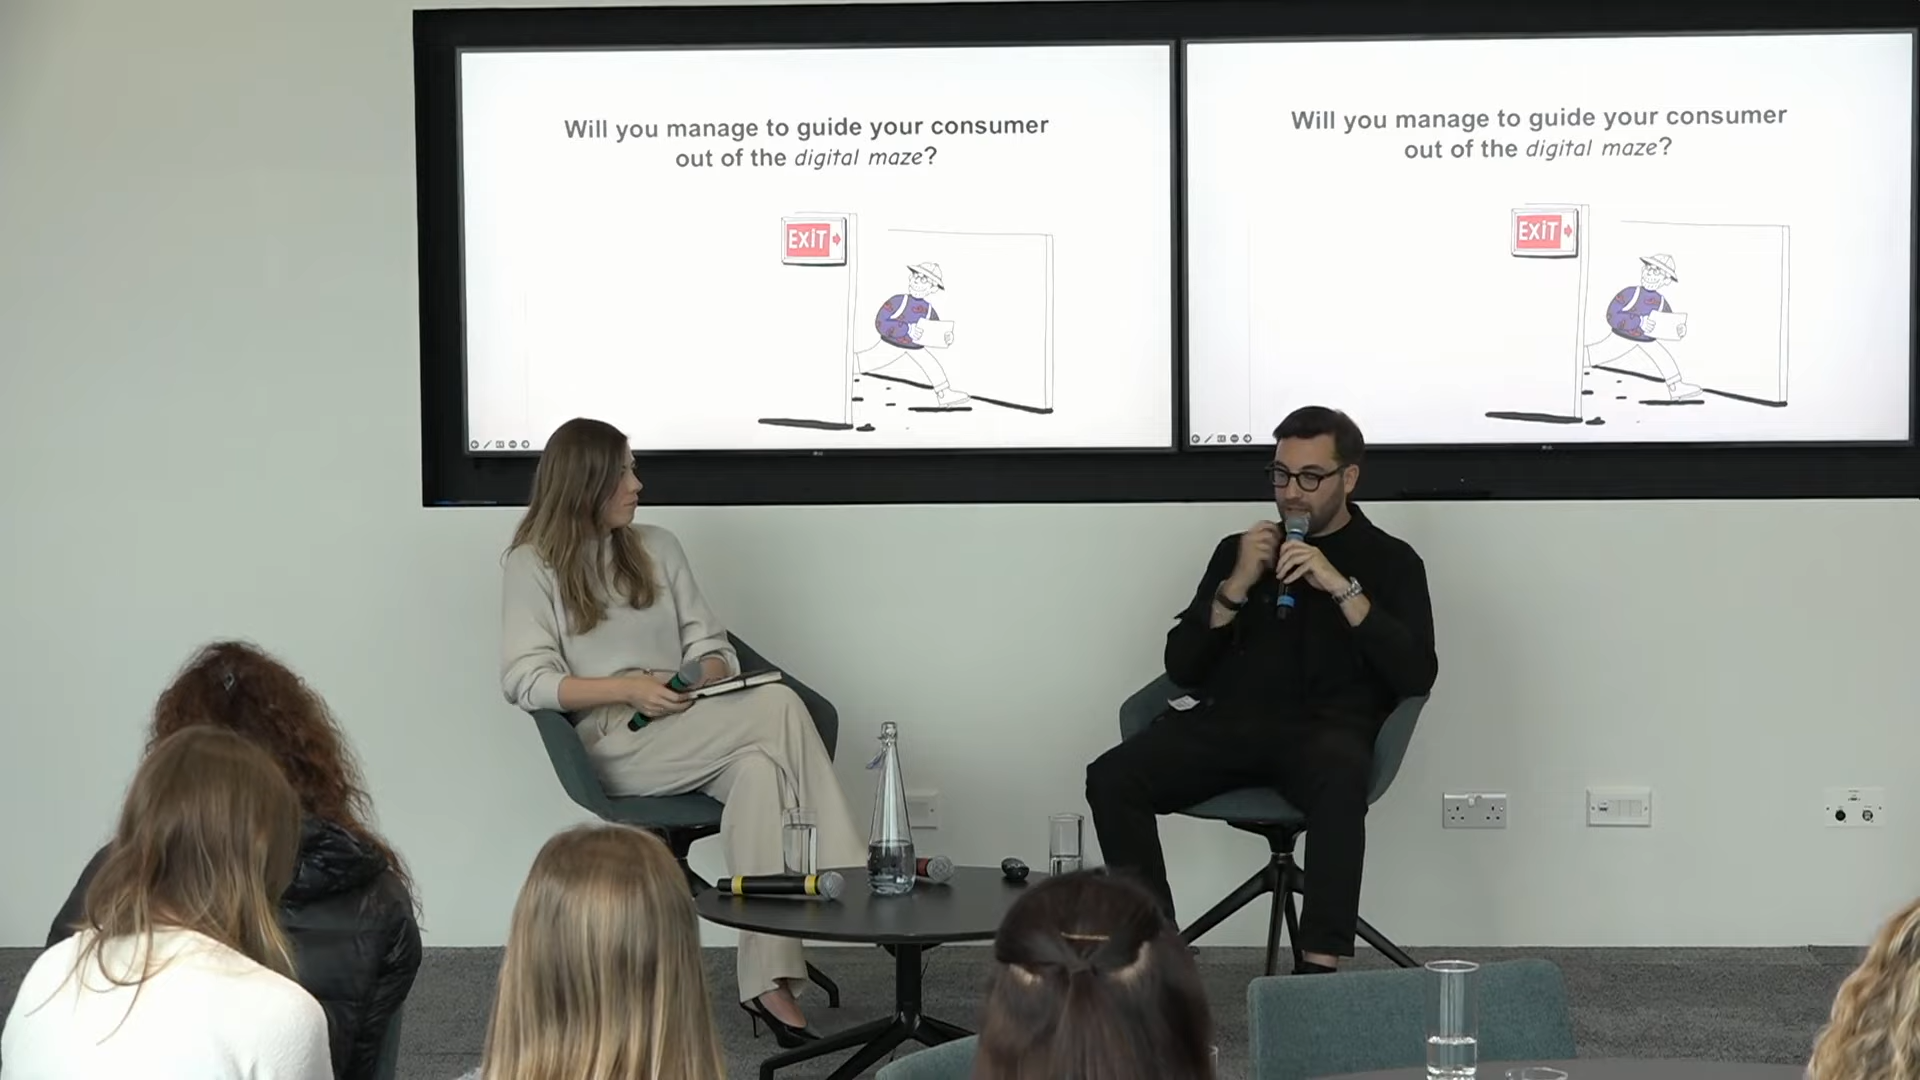 Will you manage to guide your consumer
out of the digital maze?
EXIT
Will you manage to guide your consumer
out of the digital maze?
EXIT